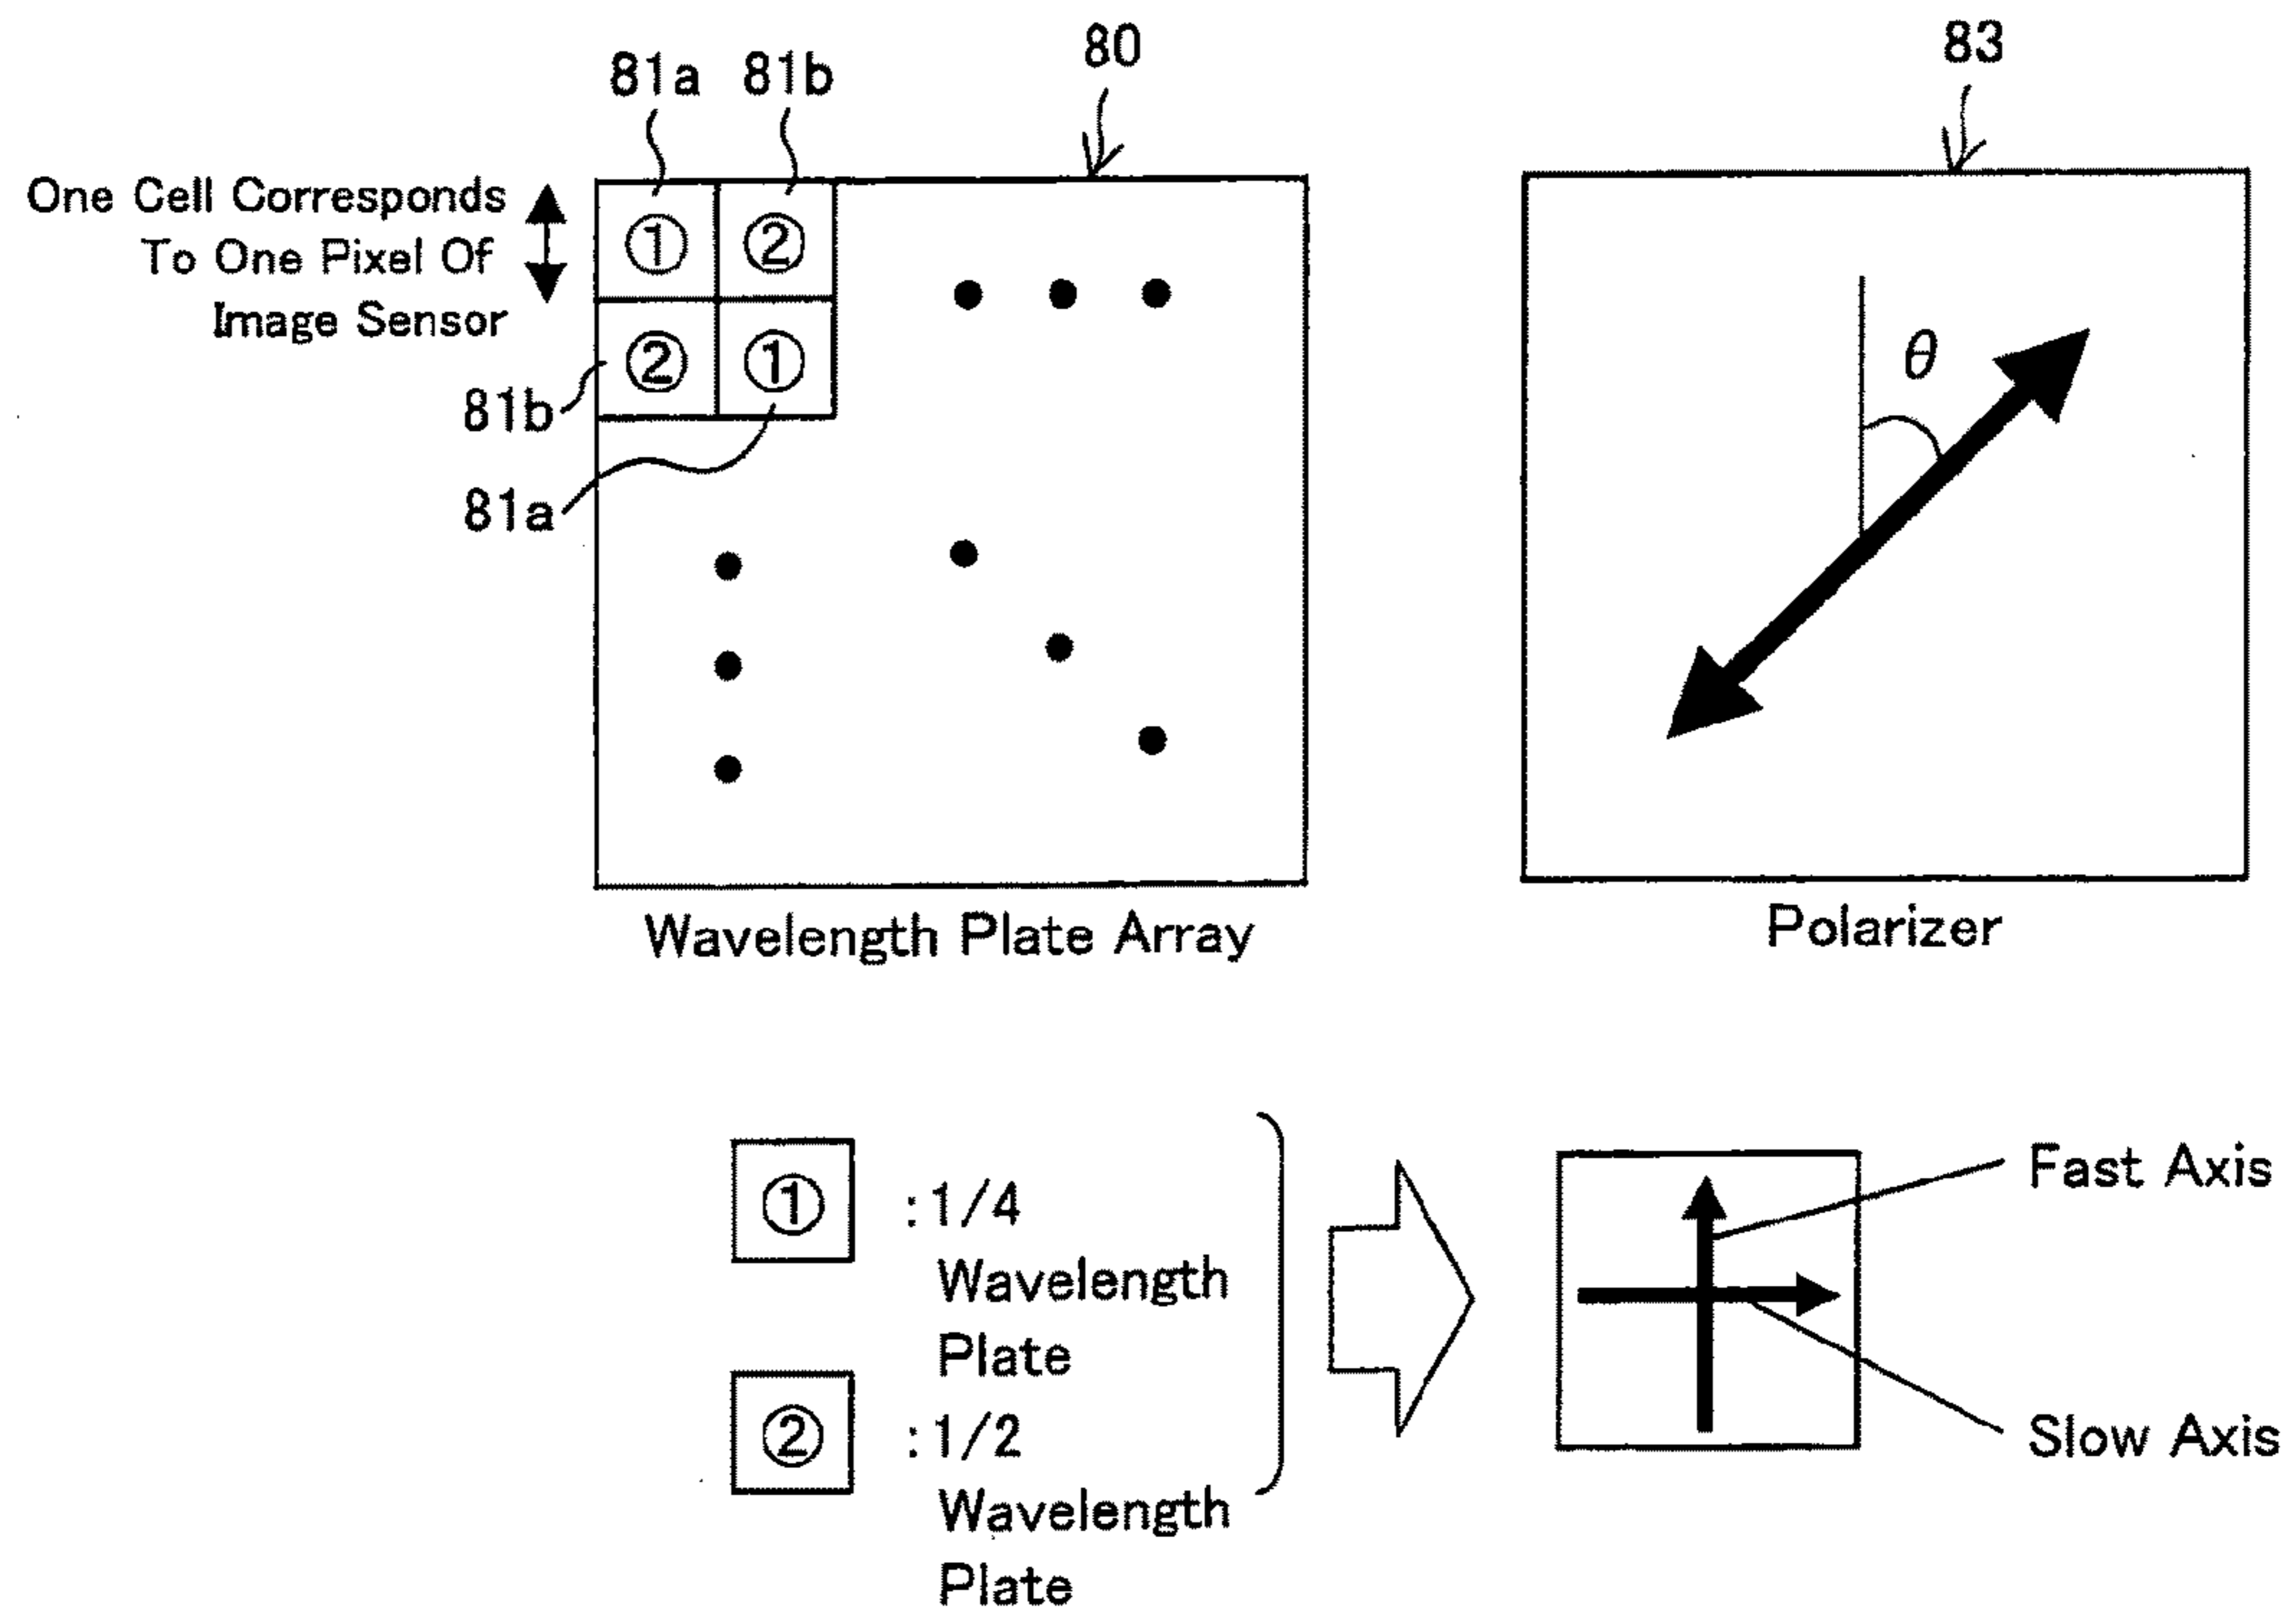 81a 81b 80 83
One Cell Corresponds
To One Pixel Of
Image Sensor
① ②
② ①
81b
81a
θ
Wavelength Plate Array
Polarizer
① :1/4
Wavelength
Plate
② :1/2
Wavelength
Plate
Fast Axis
Slow Axis